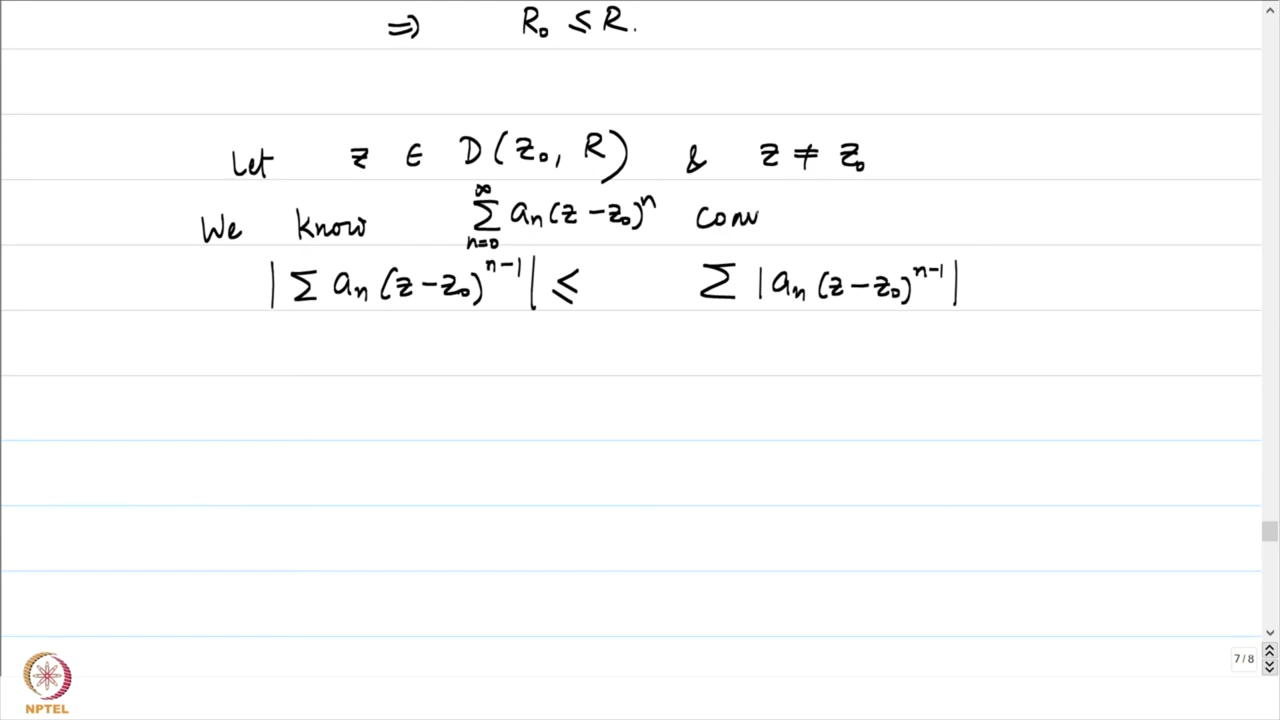 ⇒ R₀ ≤ R.
Let z ∈ D(z₀, R) & z ≠ z₀
We know ∑_{n=0}^{∞} aₙ(z − z₀)ⁿ conv
|∑ aₙ(z − z₀)ⁿ⁻¹| ≤ ∑ |aₙ(z − z₀)ⁿ⁻¹|
7 / 8
NPTEL